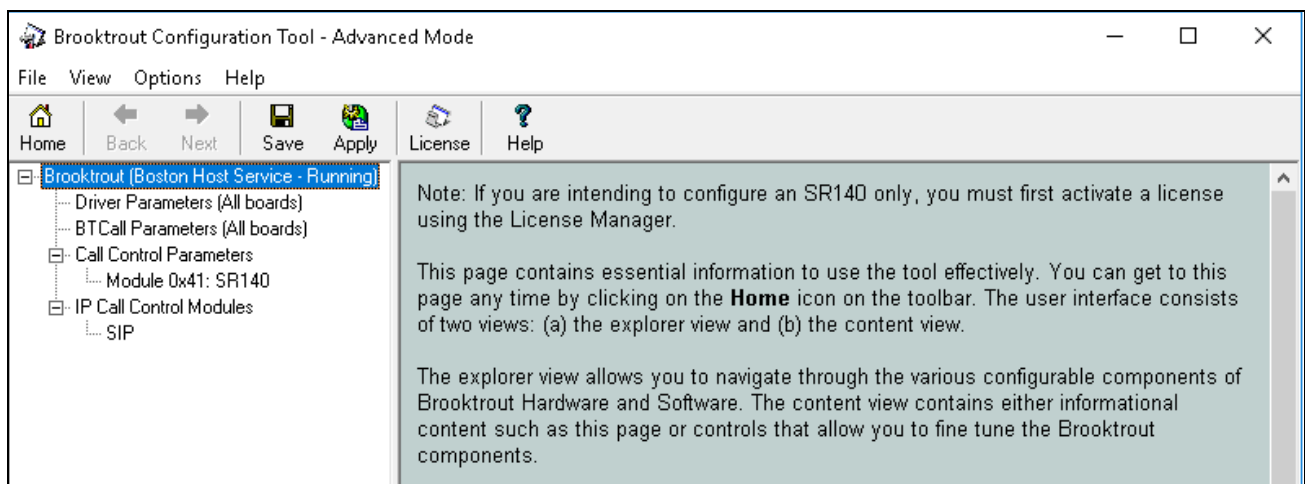 Brooktrout Configuration Tool - Advanced Mode
File View Options Help
Home Back Next Save Apply License Help
Brooktrout (Boston Host Service - Running)
Driver Parameters (All boards)
BTCall Parameters (All boards)
Call Control Parameters
Module 0x41: SR140
IP Call Control Modules
SIP
Note: If you are intending to configure an SR140 only, you must first activate a license
using the License Manager.
This page contains essential information to use the tool effectively. You can get to this
page any time by clicking on the Home icon on the toolbar. The user interface consists
of two views: (a) the explorer view and (b) the content view.
The explorer view allows you to navigate through the various configurable components of
Brooktrout Hardware and Software. The content view contains either informational
content such as this page or controls that allow you to fine tune the Brooktrout
components.